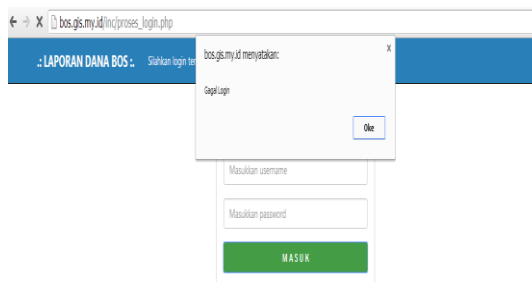 bos.gis.my.id/inc/proses_login.php
.: LAPORAN DANA BOS :. Silahkan login ter
bos.gis.my.id menyatakan:
X
Gagal Login
Oke
Masukkan username
Masukkan password
MASUK